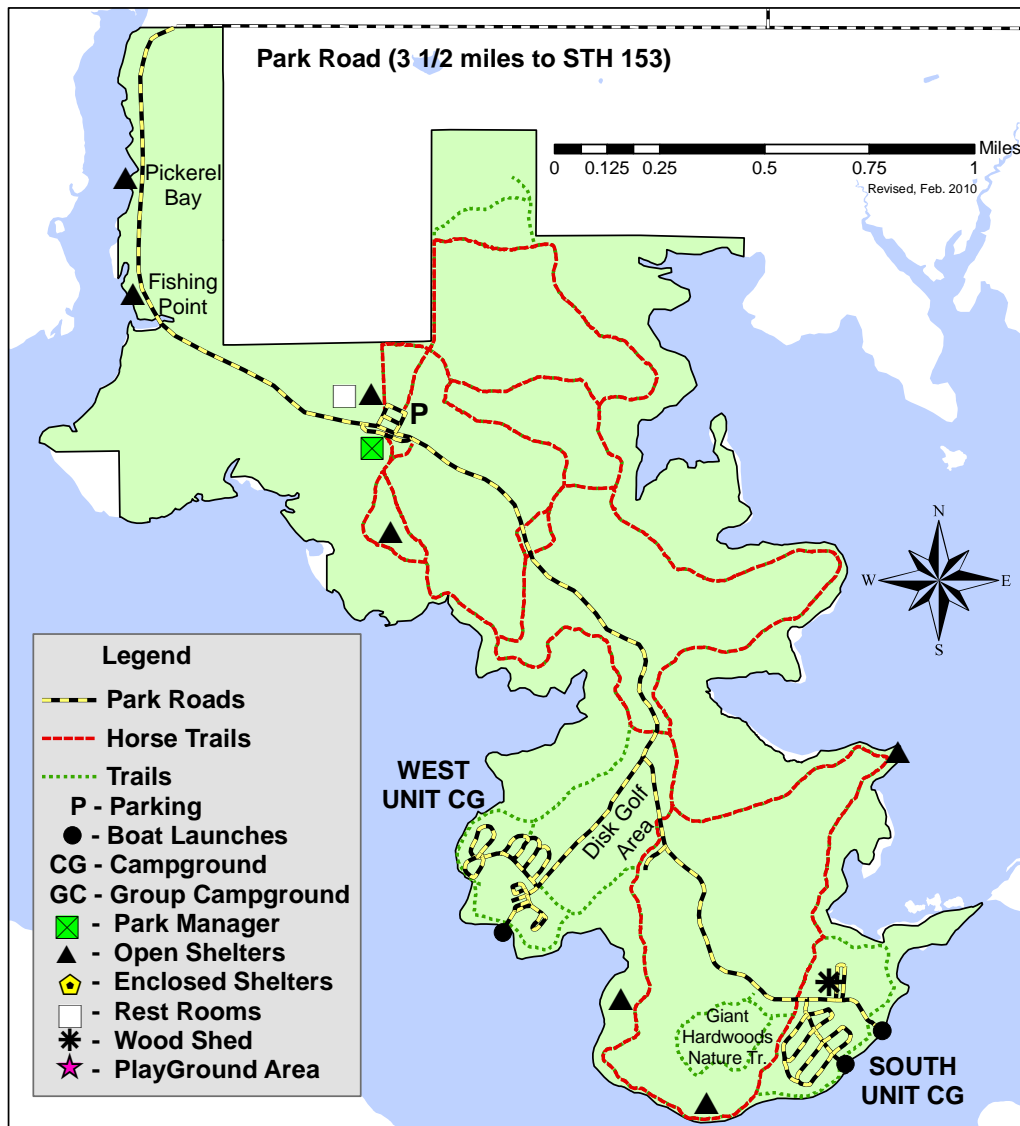 Park Road (3 1/2 miles to STH 153)
Miles
0 0.125 0.25 0.5 0.75 1
Revised, Feb. 2010
Pickerel
Bay
Fishing
Point
P
N
W E
S
Legend
Park Roads
Horse Trails
Trails
P - Parking
- Boat Launches
CG - Campground
GC - Group Campground
- Park Manager
- Open Shelters
- Enclosed Shelters
- Rest Rooms
- Wood Shed
- PlayGround Area
WEST
UNIT CG
Disk Golf
Area
Giant
Hardwoods
Nature Tr.
SOUTH
UNIT CG